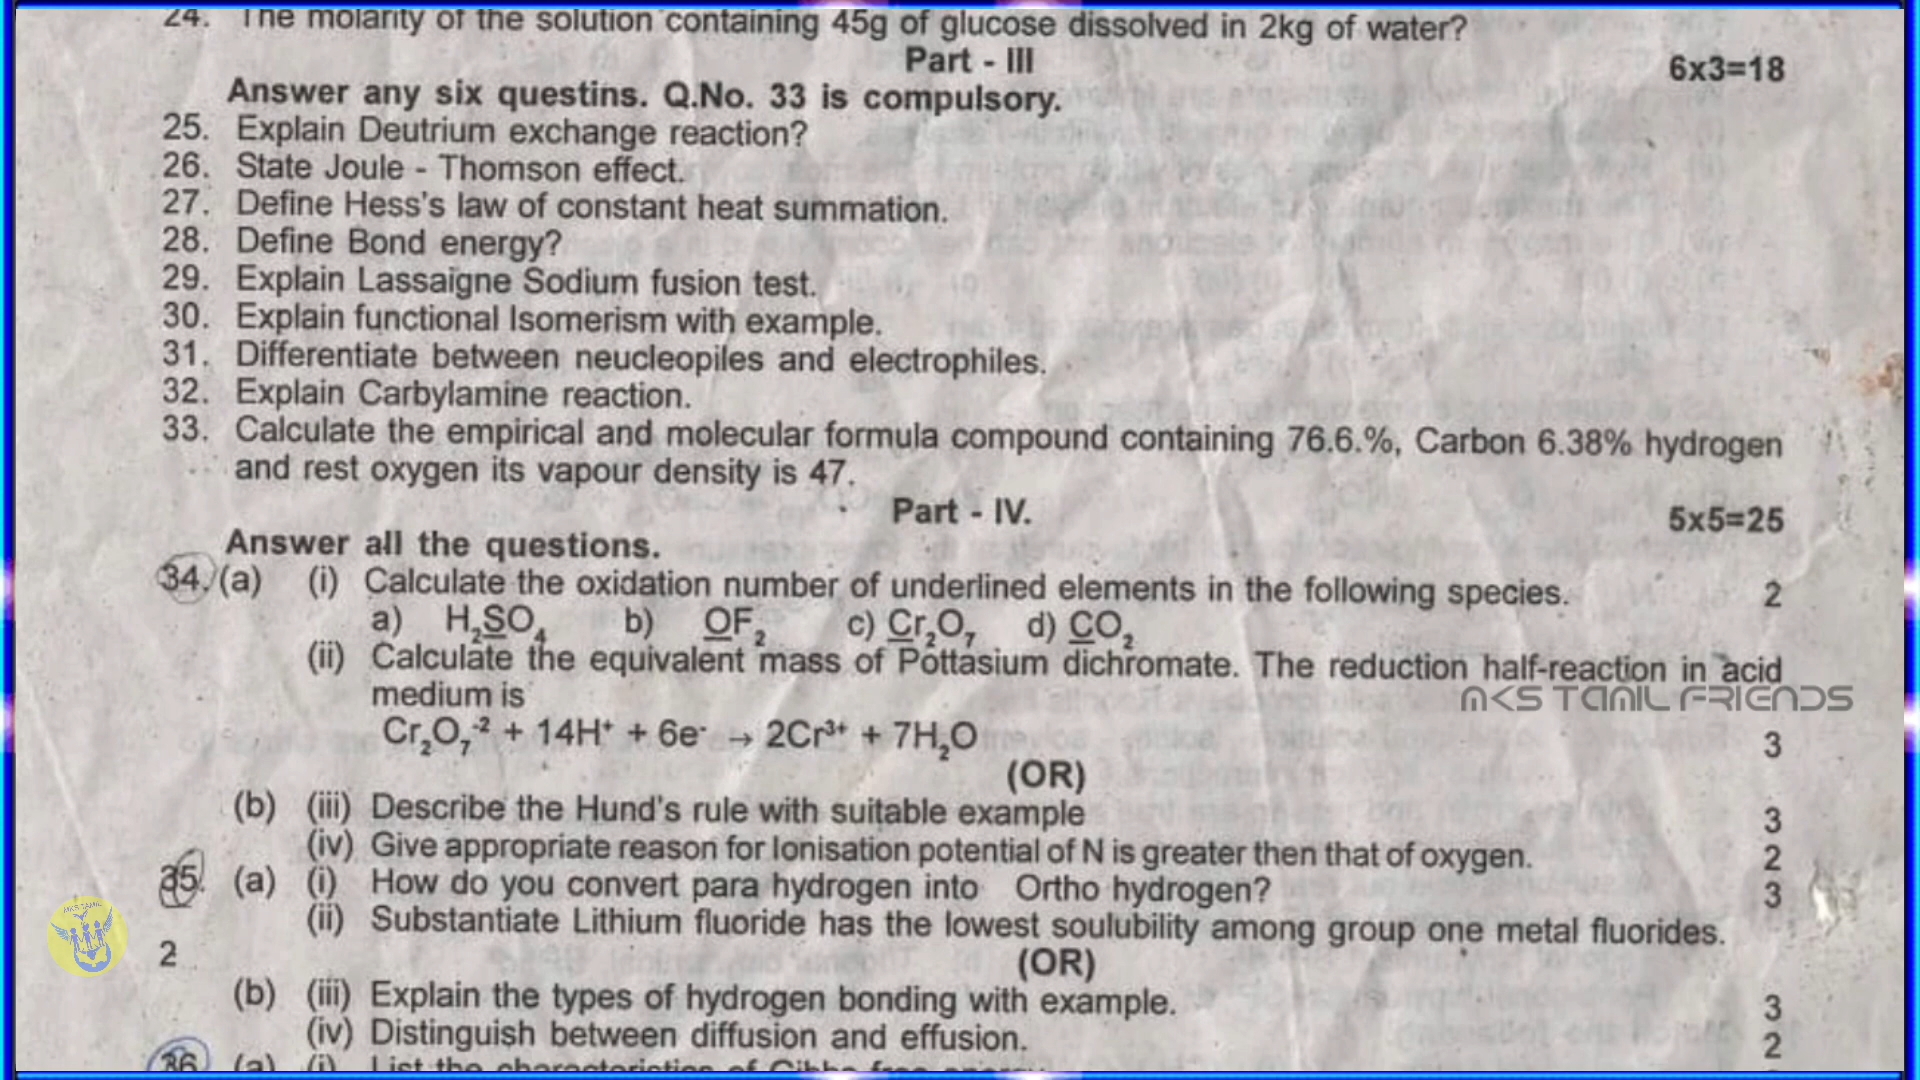 24. The molarity of the solution containing 45g of glucose dissolved in 2kg of water?
Part - III 6x3=18
Answer any six questins. Q.No. 33 is compulsory.
25. Explain Deutrium exchange reaction?
26. State Joule - Thomson effect.
27. Define Hess's law of constant heat summation.
28. Define Bond energy?
29. Explain Lassaigne Sodium fusion test.
30. Explain functional Isomerism with example.
31. Differentiate between neucleopiles and electrophiles.
32. Explain Carbylamine reaction.
33. Calculate the empirical and molecular formula compound containing 76.6.%, Carbon 6.38% hydrogen
and rest oxygen its vapour density is 47.
Part - IV. 5x5=25
Answer all the questions.
34. (a) (i) Calculate the oxidation number of underlined elements in the following species. 2
a) H₂SO₄ b) OF₂ c) Cr₂O₇ d) CO₂
(ii) Calculate the equivalent mass of Pottasium dichromate. The reduction half-reaction in acid
medium is
MKS TAMIL FRIENDS
Cr₂O₇⁻² + 14H⁺ + 6e⁻ → 2Cr³⁺ + 7H₂O 3
(OR)
(b) (iii) Describe the Hund's rule with suitable example 3
(iv) Give appropriate reason for Ionisation potential of N is greater then that of oxygen. 2
35. (a) (i) How do you convert para hydrogen into Ortho hydrogen? 3
(ii) Substantiate Lithium fluoride has the lowest soulubility among group one metal fluorides.
MKS TAMIL
2 (OR)
(b) (iii) Explain the types of hydrogen bonding with example. 3
(iv) Distinguish between diffusion and effusion. 2
36 (a) (i) List the characteristics of Gibbs free energy